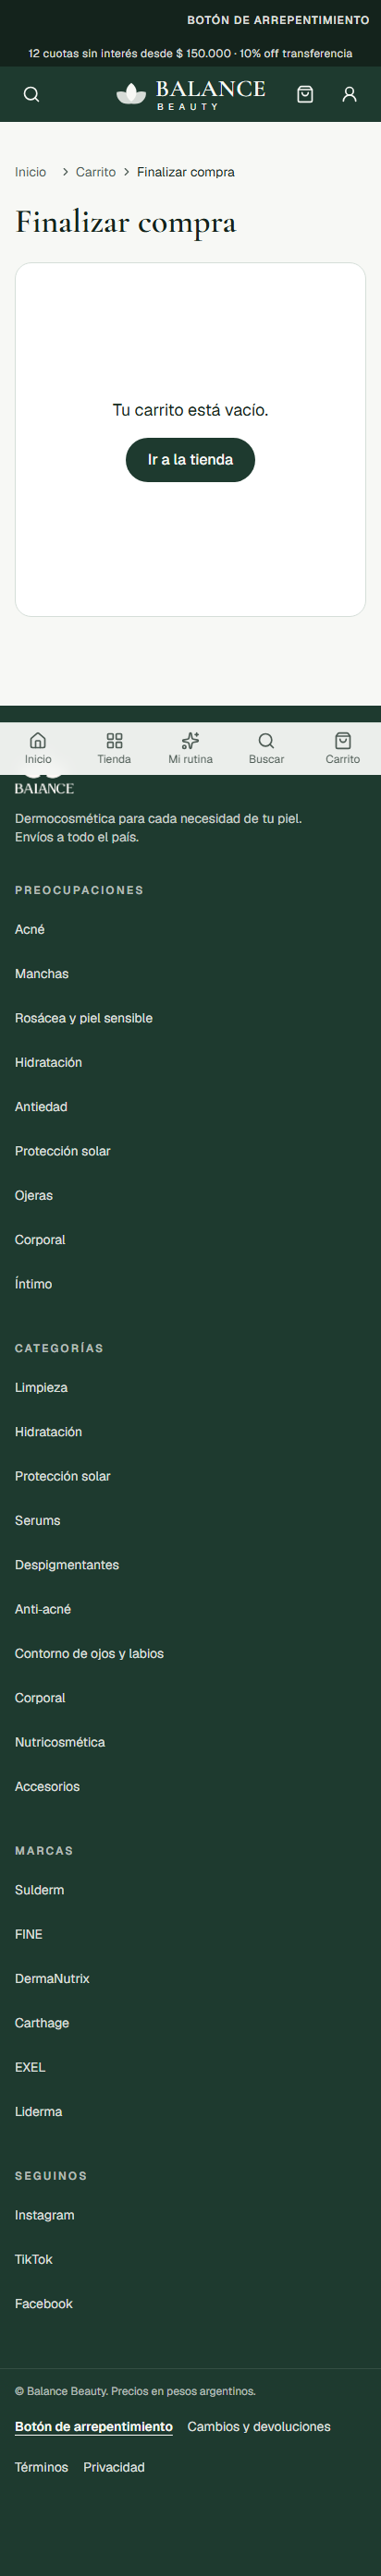 BOTÓN DE ARREPENTIMIENTO
12 cuotas sin interés desde $ 150.000 · 10% off transferencia
BALANCE
BEAUTY
Inicio > Carrito > Finalizar compra
Finalizar compra
Tu carrito está vacío.
Ir a la tienda
Inicio Tienda Mi rutina Buscar Carrito
BALANCE
Dermocosmética para cada necesidad de tu piel.
Envíos a todo el país.
PREOCUPACIONES
Acné
Manchas
Rosácea y piel sensible
Hidratación
Antiedad
Protección solar
Ojeras
Corporal
Íntimo
CATEGORÍAS
Limpieza
Hidratación
Protección solar
Serums
Despigmentantes
Anti-acné
Contorno de ojos y labios
Corporal
Nutricosmética
Accesorios
MARCAS
Sulderm
FINE
DermaNutrix
Carthage
EXEL
Liderma
SEGUINOS
Instagram
TikTok
Facebook
© Balance Beauty. Precios en pesos argentinos.
Botón de arrepentimiento Cambios y devoluciones
Términos Privacidad